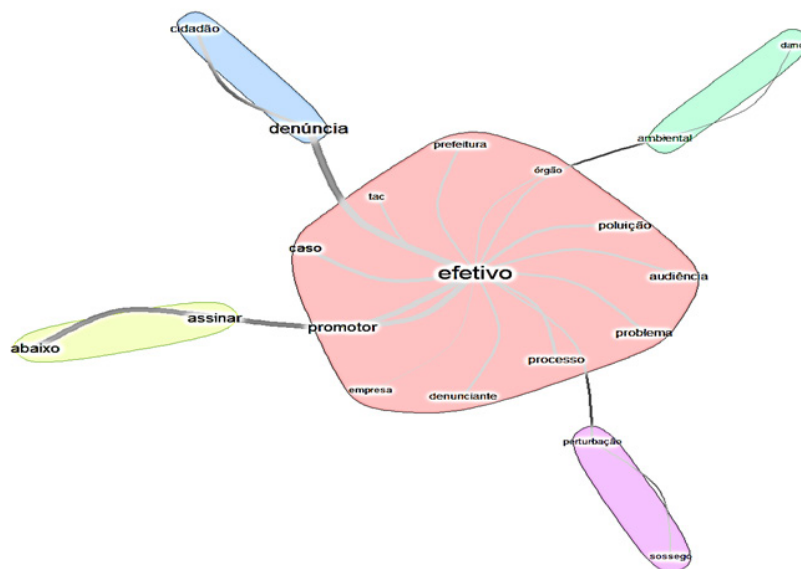 cidadão
dano
denúncia
ambiental
prefeitura
órgão
tac
poluição
caso
efetivo
audiência
assinar
promotor
problema
abaixo
processo
empresa
denunciante
perturbação
sossego